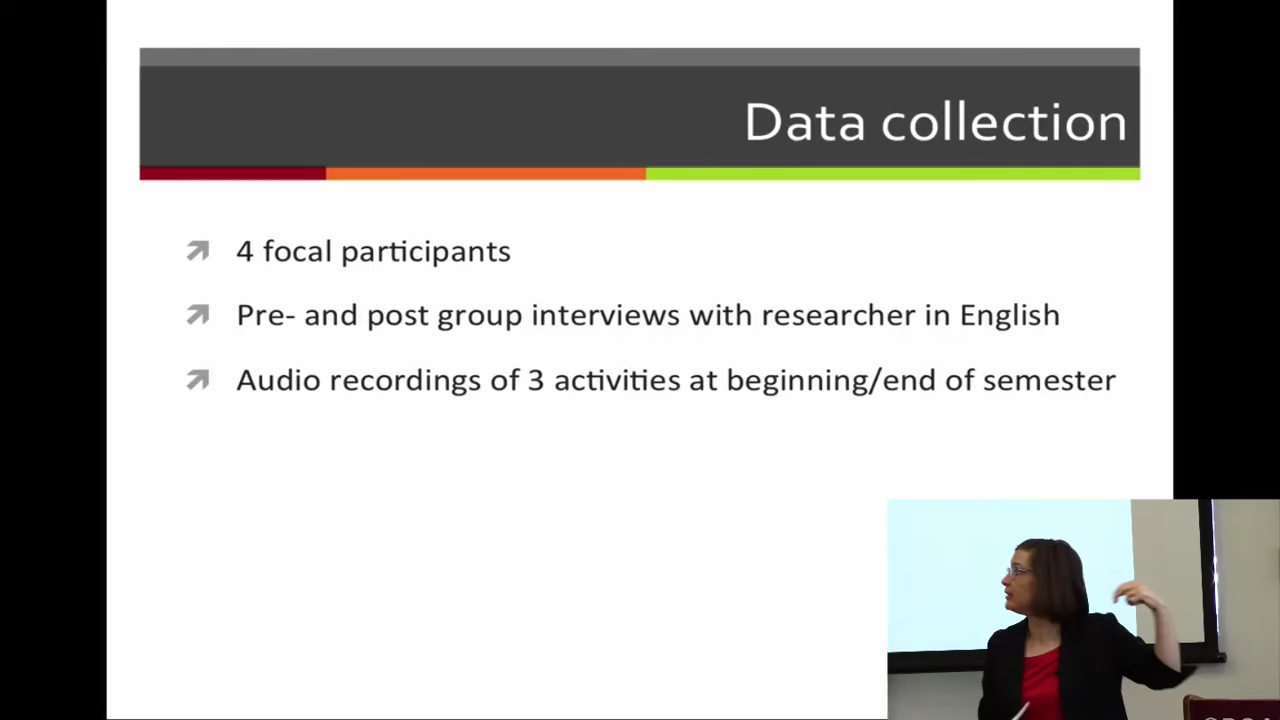 Data collection
4 focal participants
Pre- and post group interviews with researcher in English
Audio recordings of 3 activities at beginning/end of semester